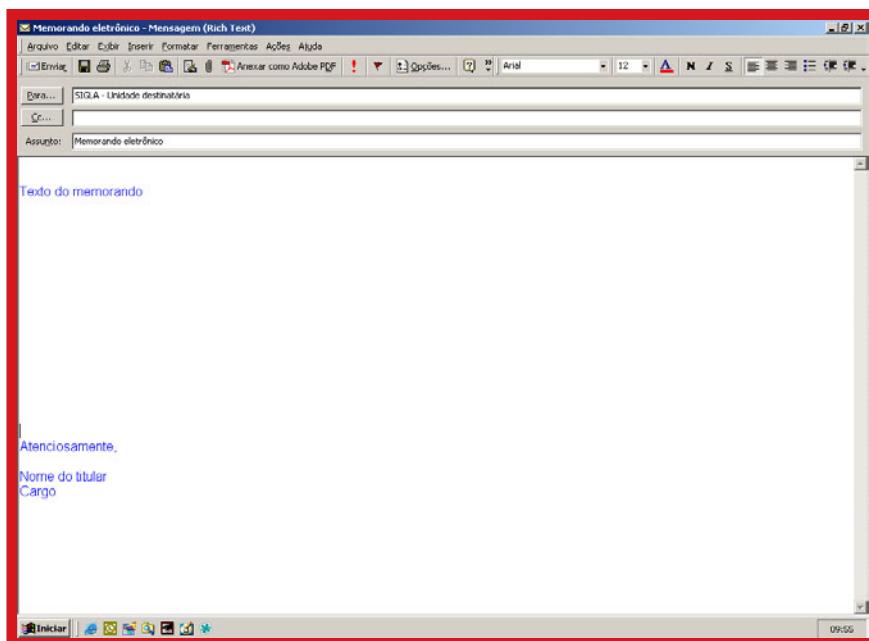 Memorando eletrônico - Mensagem (Rich Text)
Arquivo Editar Exibir Inserir Formatar Ferramentas Ações Ajuda
Enviar Anexar como Adobe PDF Opções... Arial 12 N I S
Para... SIGLA - Unidade destinatária
Cc...
Assunto: Memorando eletrônico
Texto do memorando
Atenciosamente,
Nome do titular
Cargo
Iniciar 09:55